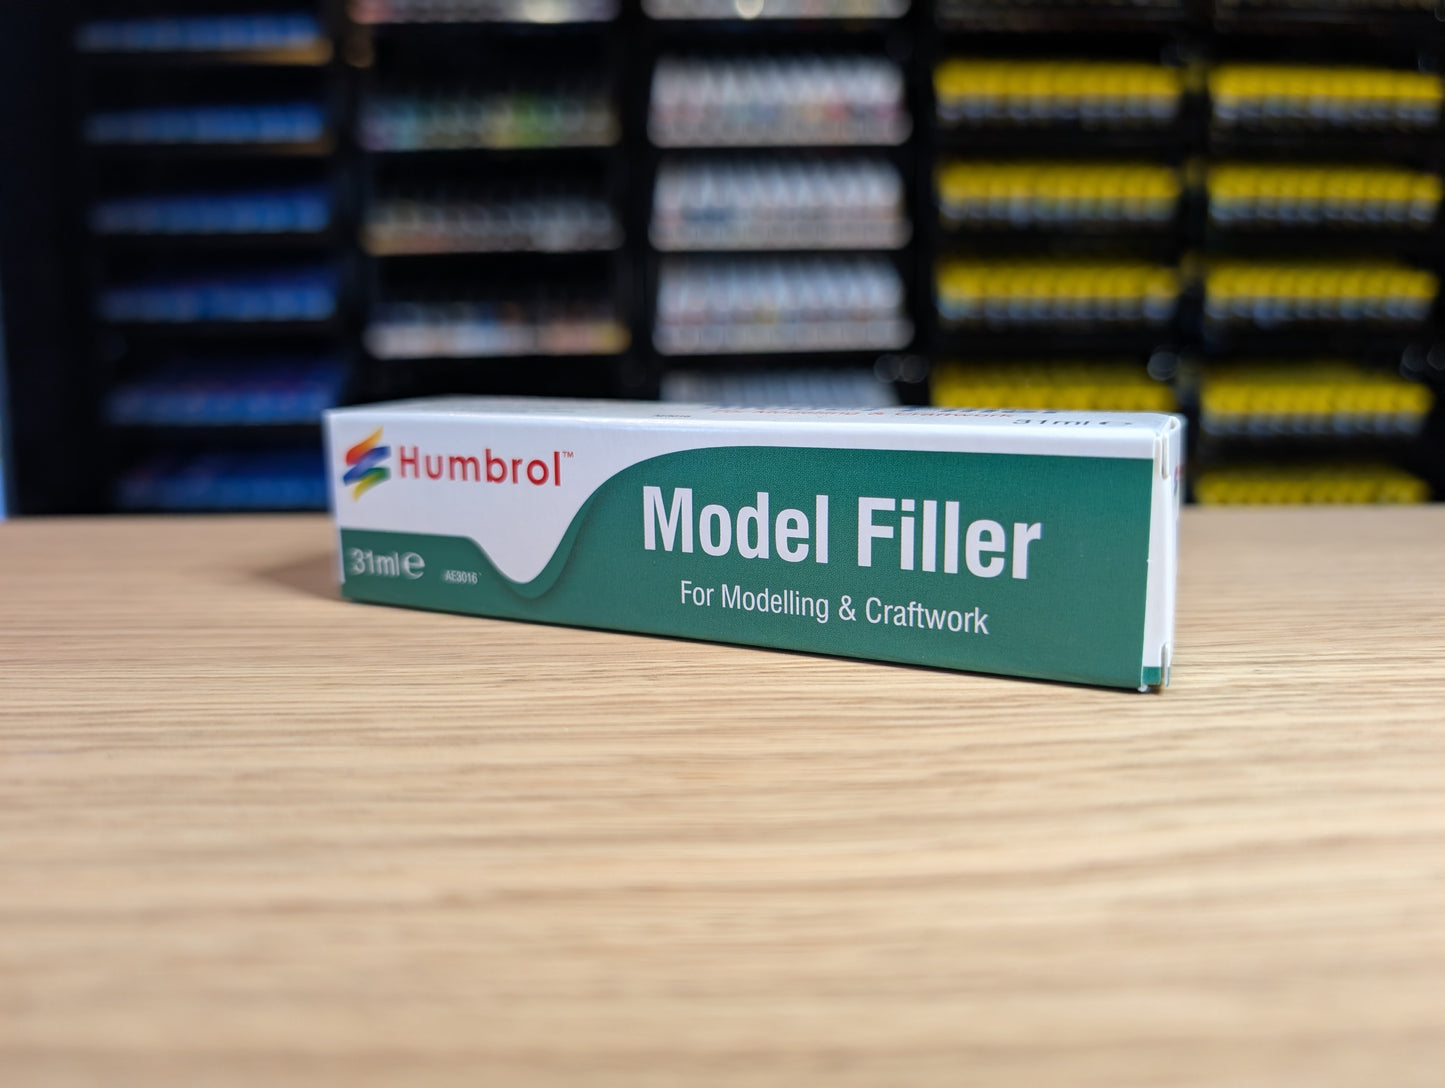 Humbrol™
31ml℮
AE3016
Model Filler
For Modelling & Craftwork
31ml ℮